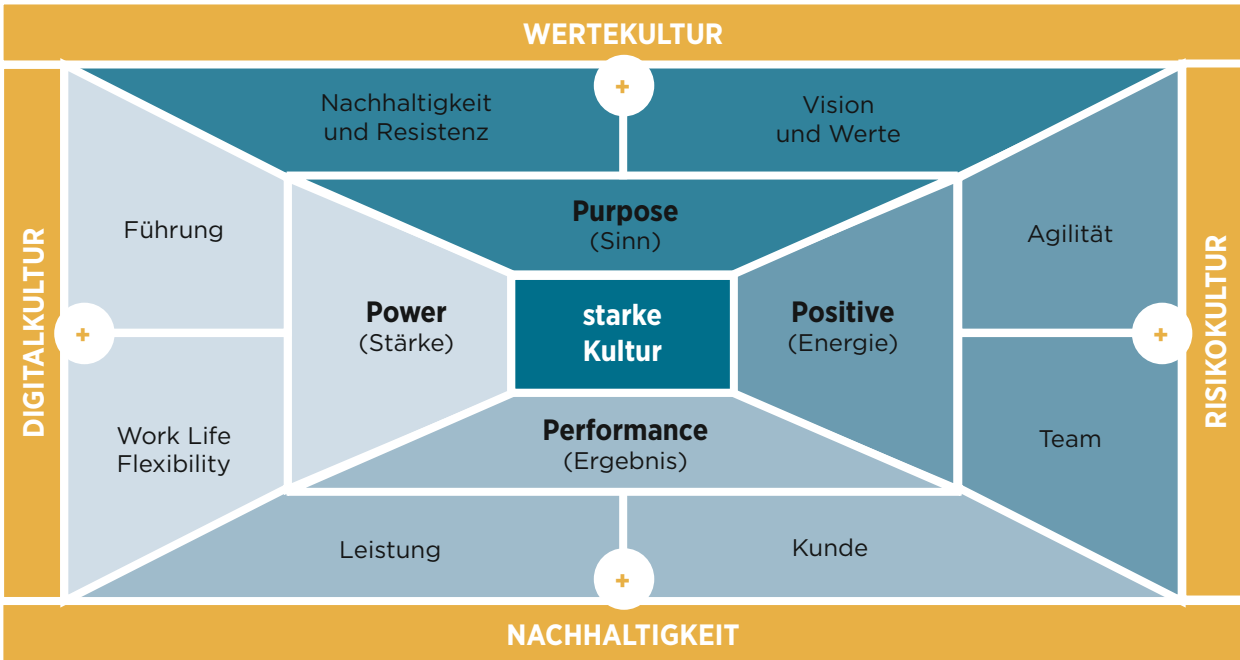 WERTEKULTUR
+
Nachhaltigkeit
und Resistenz
Vision
und Werte
Purpose
(Sinn)
DIGITALKULTUR
Führung
+
Work Life
Flexibility
Power
(Stärke)
starke
Kultur
Positive
(Energie)
Agilität
+
Team
RISIKOKULTUR
Performance
(Ergebnis)
Leistung
Kunde
+
NACHHALTIGKEIT